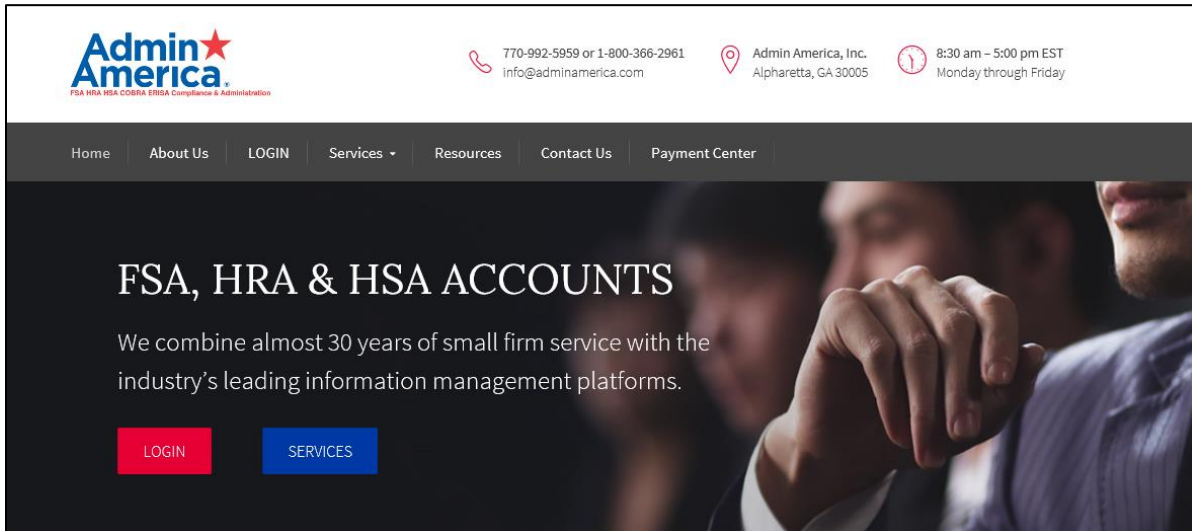 Admin
America®
FSA HRA HSA COBRA ERISA Compliance & Administration
770-992-5959 or 1-800-366-2961
info@adminamerica.com
Admin America, Inc.
Alpharetta, GA 30005
8:30 am – 5:00 pm EST
Monday through Friday
Home
About Us
LOGIN
Services
Resources
Contact Us
Payment Center
FSA, HRA & HSA ACCOUNTS
We combine almost 30 years of small firm service with the
industry's leading information management platforms.
LOGIN
SERVICES